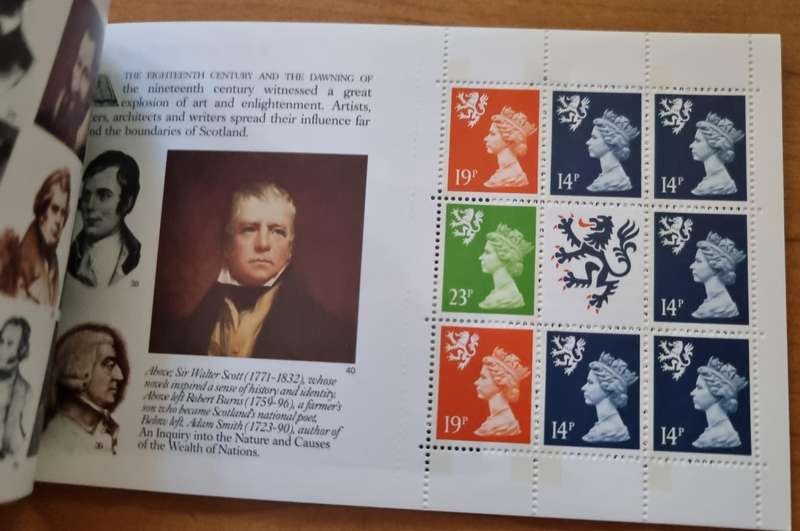 THE EIGHTEENTH CENTURY AND THE DAWNING OF
the nineteenth century witnessed a great
explosion of art and enlightenment. Artists,
ers, architects and writers spread their influence far
nd the boundaries of Scotland.
39
40
36
Above; Sir Walter Scott (1771-1832), whose
novels inspired a sense of history and identity.
Above left Robert Burns (1759-96), a farmer's
son who became Scotland's national poet,
Below left, Adam Smith (1723-90), author of
An Inquiry into the Nature and Causes
of the Wealth of Nations.
19P
14P
14P
23P
14P
19P
14P
14P